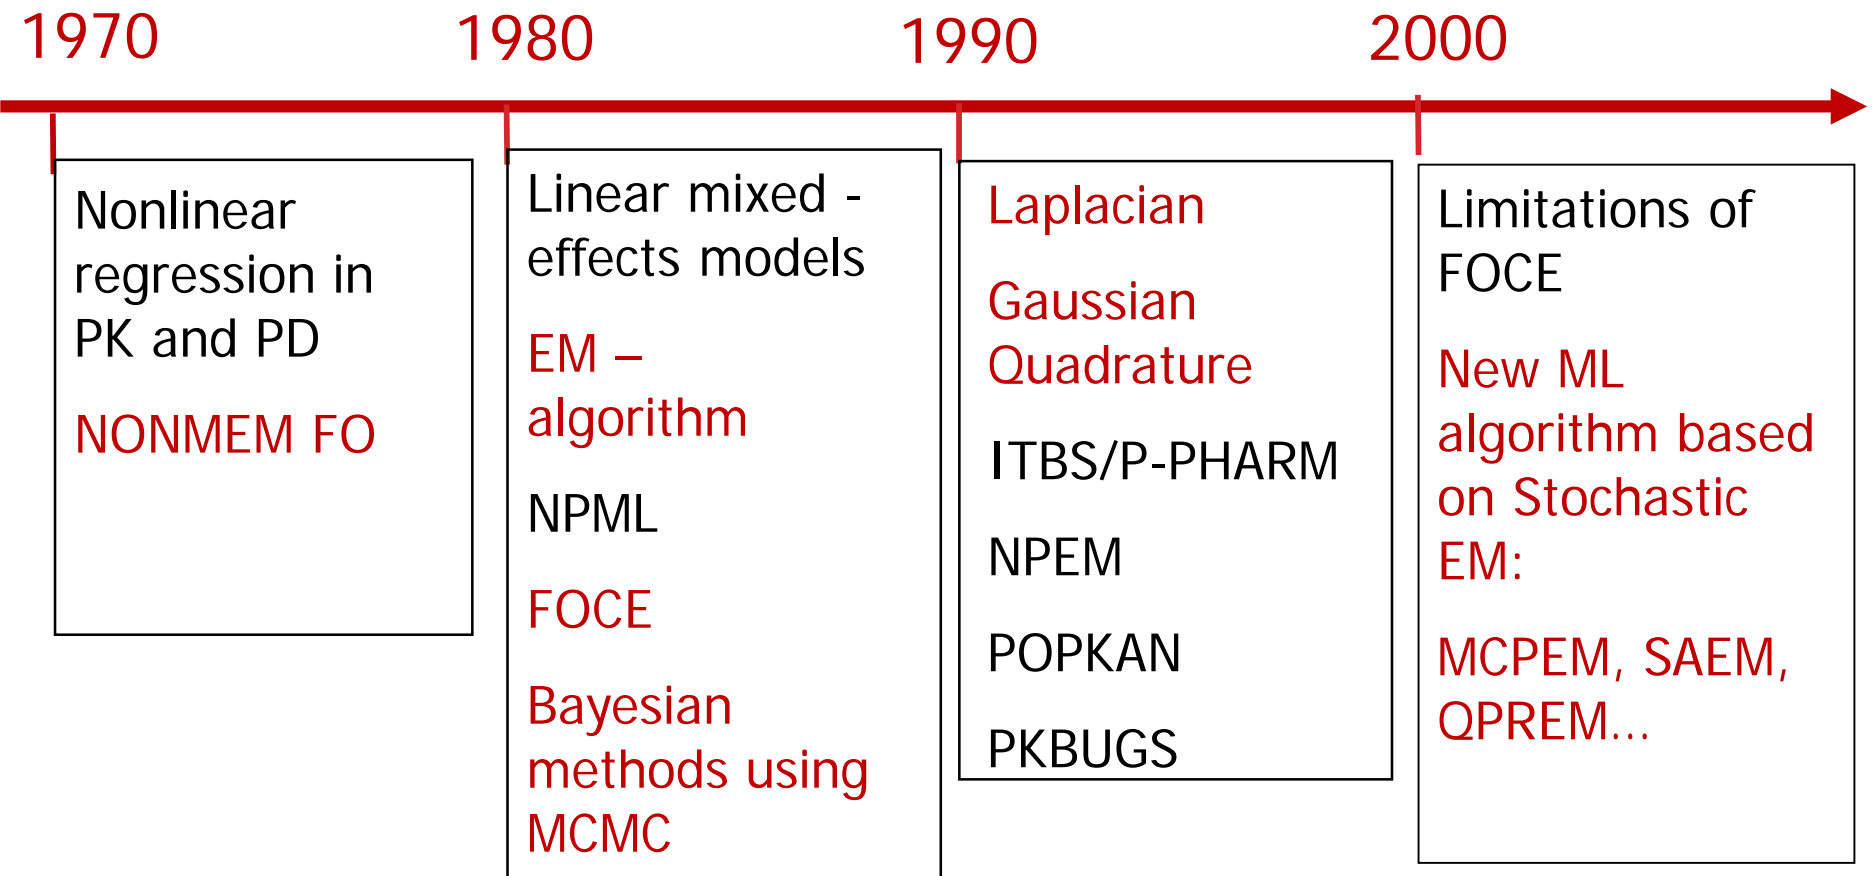 1970
1980
1990
2000
Nonlinear
regression in
PK and PD
NONMEM FO
Linear mixed -
effects models
EM –
algorithm
NPML
FOCE
Bayesian
methods using
MCMC
Laplacian
Gaussian
Quadrature
ITBS/P-PHARM
NPEM
POPKAN
PKBUGS
Limitations of
FOCE
New ML
algorithm based
on Stochastic
EM:
MCPEM, SAEM,
QPREM...